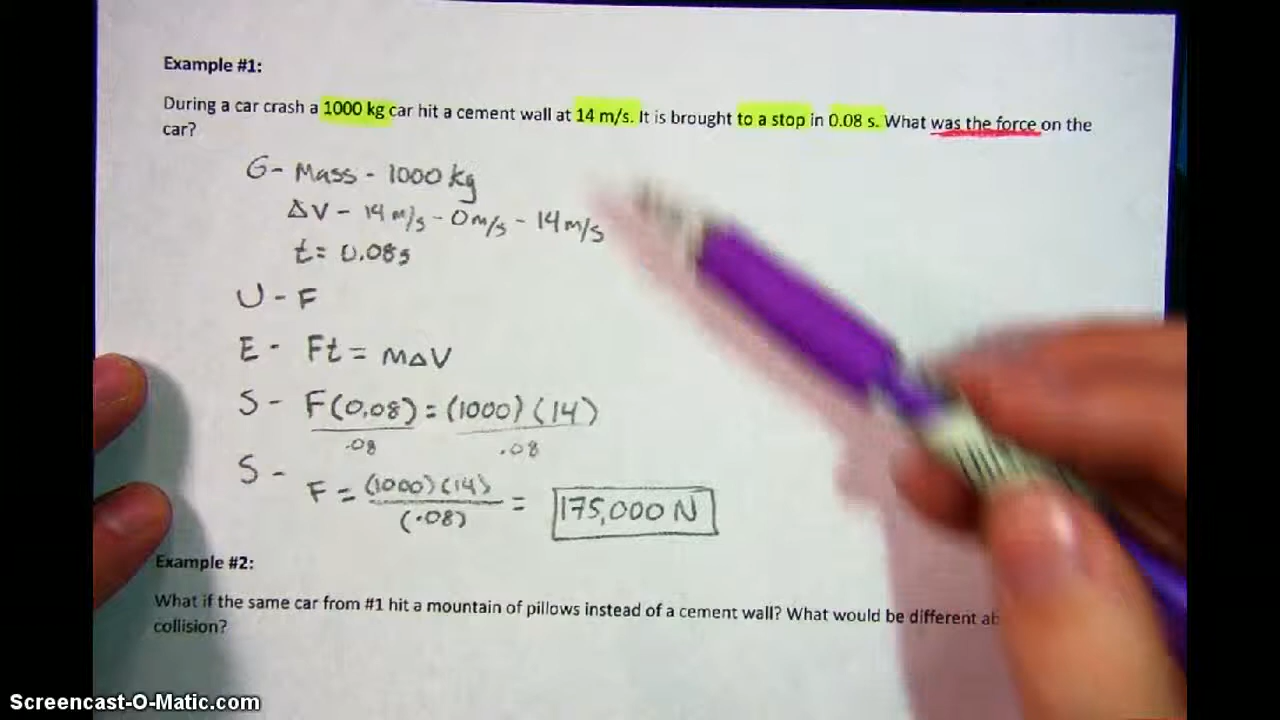 Example #1:
During a car crash a 1000 kg car hit a cement wall at 14 m/s. It is brought to a stop in 0.08 s. What was the force on the
car?
G- Mass - 1000 kg
ΔV - 14 m/s - 0 m/s - 14 m/s
t = 0.08s
U - F
E - Ft = mΔV
S - F(0.08) = (1000)(14)
.08 .08
S - F = (1000)(14) = 175,000 N
(.08)
Example #2:
What if the same car from #1 hit a mountain of pillows instead of a cement wall? What would be different
collision?
Screencast-O-Matic.com